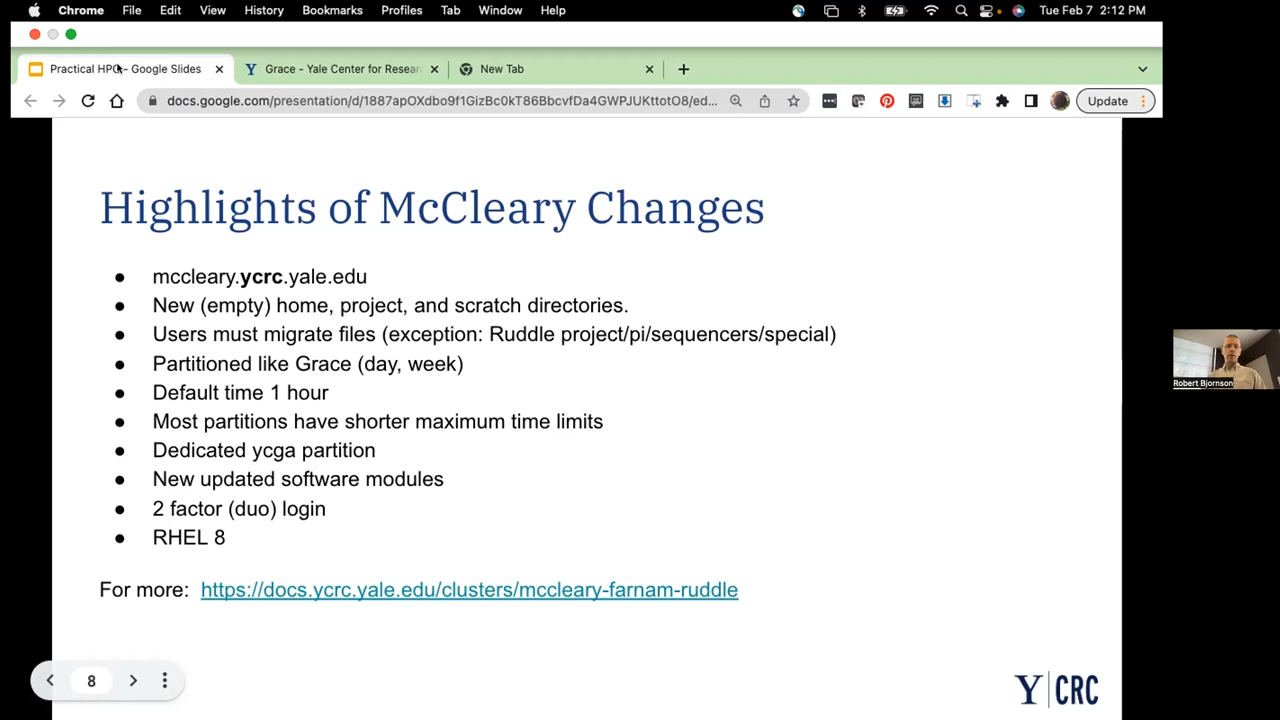 Chrome File Edit View History Bookmarks Profiles Tab Window Help Tue Feb 7 2:12 PM
Practical HPC - Google Slides Grace - Yale Center for Resear New Tab
docs.google.com/presentation/d/1887apOXdbo9f1GizBc0kT86BbcvfDa4GWPJUKttotO8/ed... Update
Highlights of McCleary Changes
● mccleary.ycrc.yale.edu
● New (empty) home, project, and scratch directories.
● Users must migrate files (exception: Ruddle project/pi/sequencers/special)
● Partitioned like Grace (day, week)
● Default time 1 hour
● Most partitions have shorter maximum time limits
● Dedicated ycga partition
● New updated software modules
● 2 factor (duo) login
● RHEL 8
For more: https://docs.ycrc.yale.edu/clusters/mccleary-farnam-ruddle
Robert Bjornson
8
Y CRC